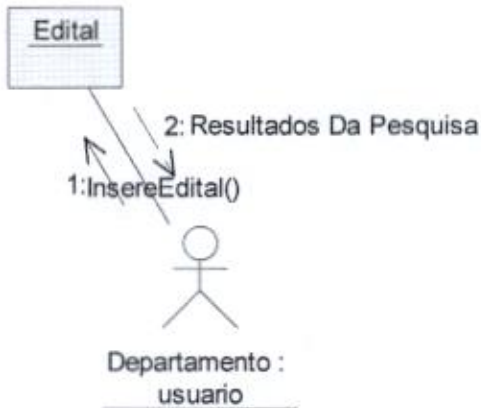 Edital
2: Resultados Da Pesquisa
1:InsereEdital()
Departamento :
usuario